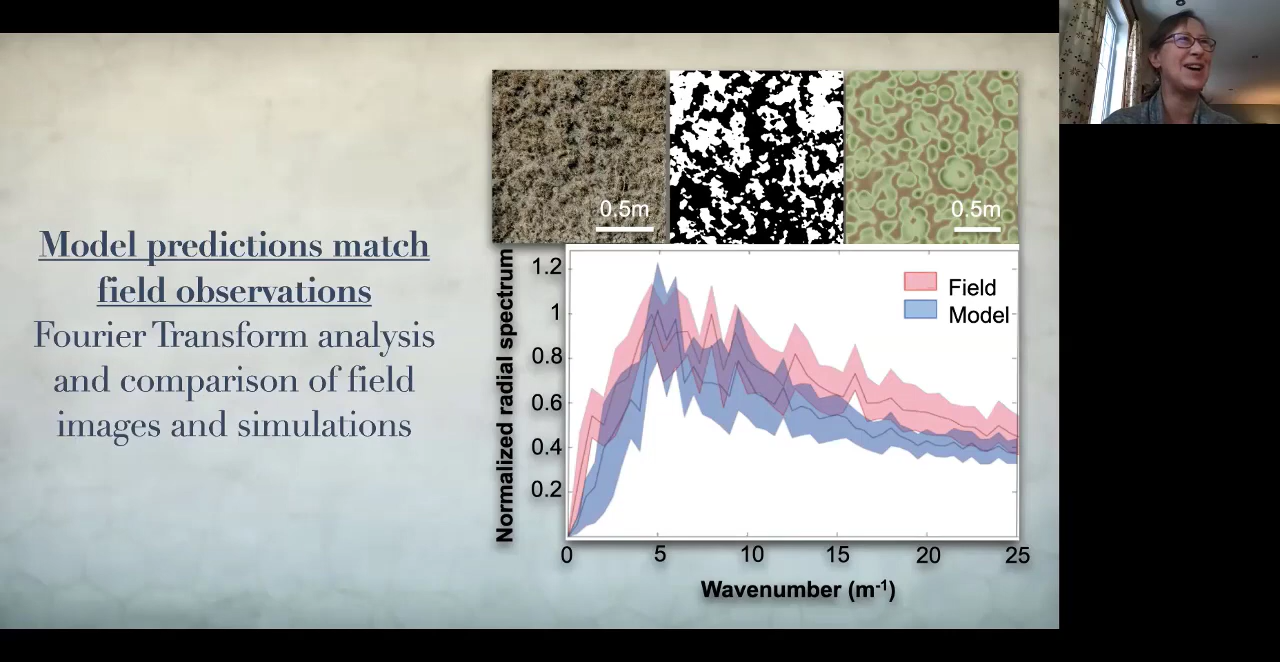 Model predictions match
field observations
Fourier Transform analysis
and comparison of field
images and simulations
0.5m
0.5m
Normalized radial spectrum
1.2
1
0.8
0.6
0.4
0.2
Field
Model
0 5 10 15 20 25
Wavenumber (m-1)